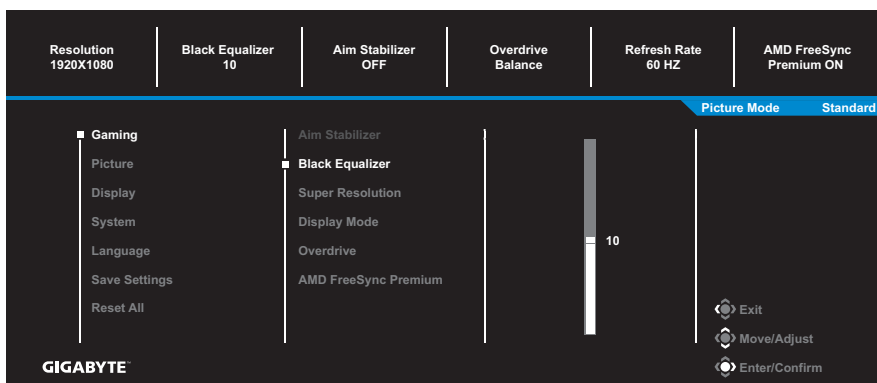 Resolution
1920X1080
Black Equalizer
10
Aim Stabilizer
OFF
Overdrive
Balance
Refresh Rate
60 HZ
AMD FreeSync
Premium ON
Picture Mode Standard
Gaming
Picture
Display
System
Language
Save Settings
Reset All
Aim Stabilizer
Black Equalizer
Super Resolution
Display Mode
Overdrive
AMD FreeSync Premium
10
Exit
Move/Adjust
Enter/Confirm
GIGABYTE™